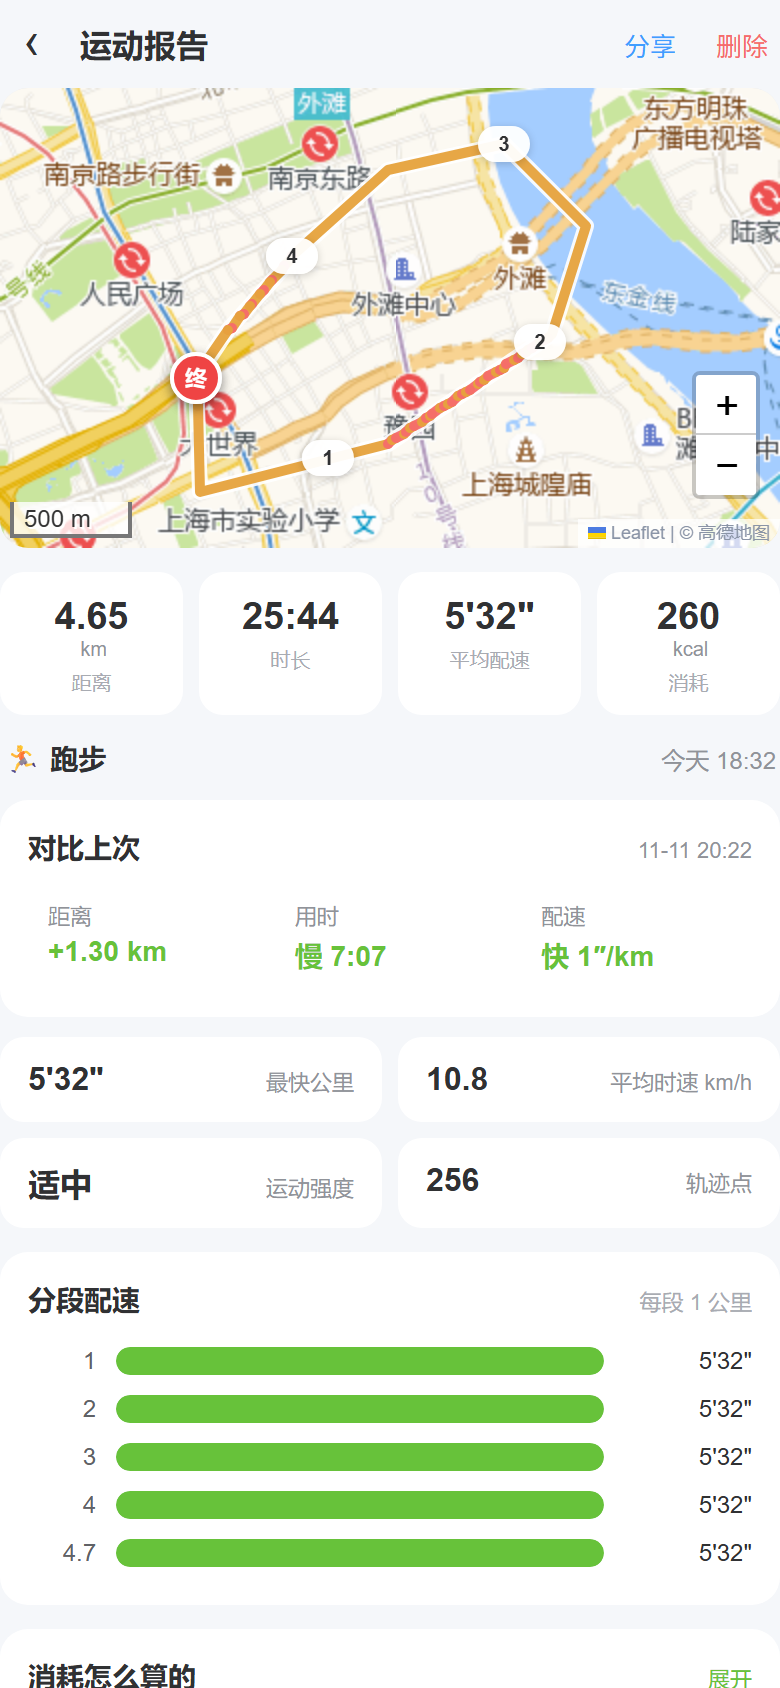 ‹ 运动报告 分享 删除
外滩
东方明珠
广播电视塔
3
南京路步行街
南京东路
陆家
4
外滩
人民广场
号线
外滩中心
东金线
2
终
+
豫园
大世界
1
上海城隍庙
10号线
−
500 m
上海市实验小学 文
Leaflet | © 高德地图
4.65
km
距离
25:44
时长
5'32"
平均配速
260
kcal
消耗
跑步 今天 18:32
对比上次 11-11 20:22
距离 用时 配速
+1.30 km 慢 7:07 快 1″/km
5'32" 最快公里
10.8 平均时速 km/h
适中 运动强度
256 轨迹点
分段配速 每段 1 公里
1 5'32"
2 5'32"
3 5'32"
4 5'32"
4.7 5'32"
消耗怎么算的 展开